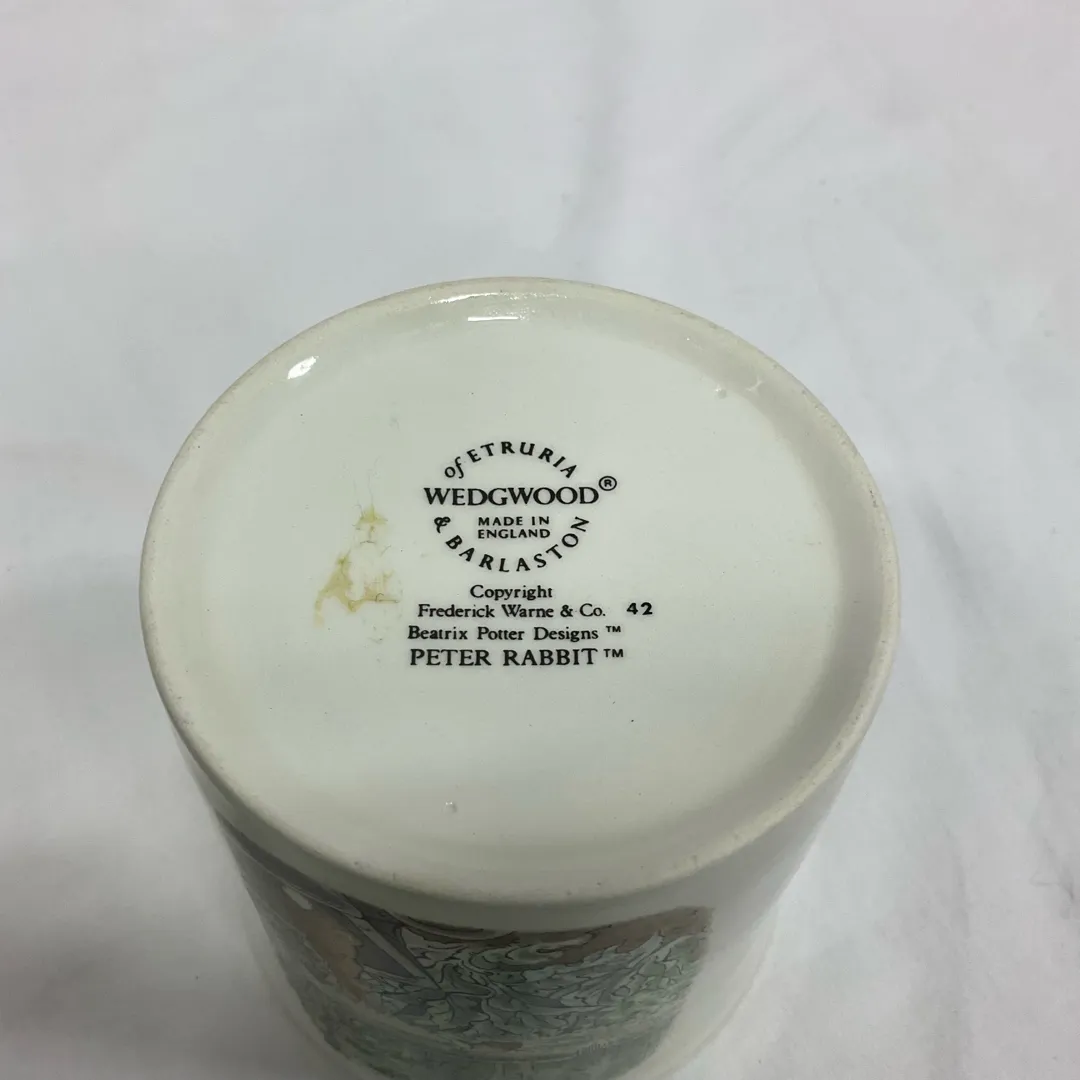 of ETRURIA
WEDGWOOD®
MADE IN
ENGLAND
& BARLASTON
Copyright
Frederick Warne & Co. 42
Beatrix Potter Designs ™
PETER RABBIT ™